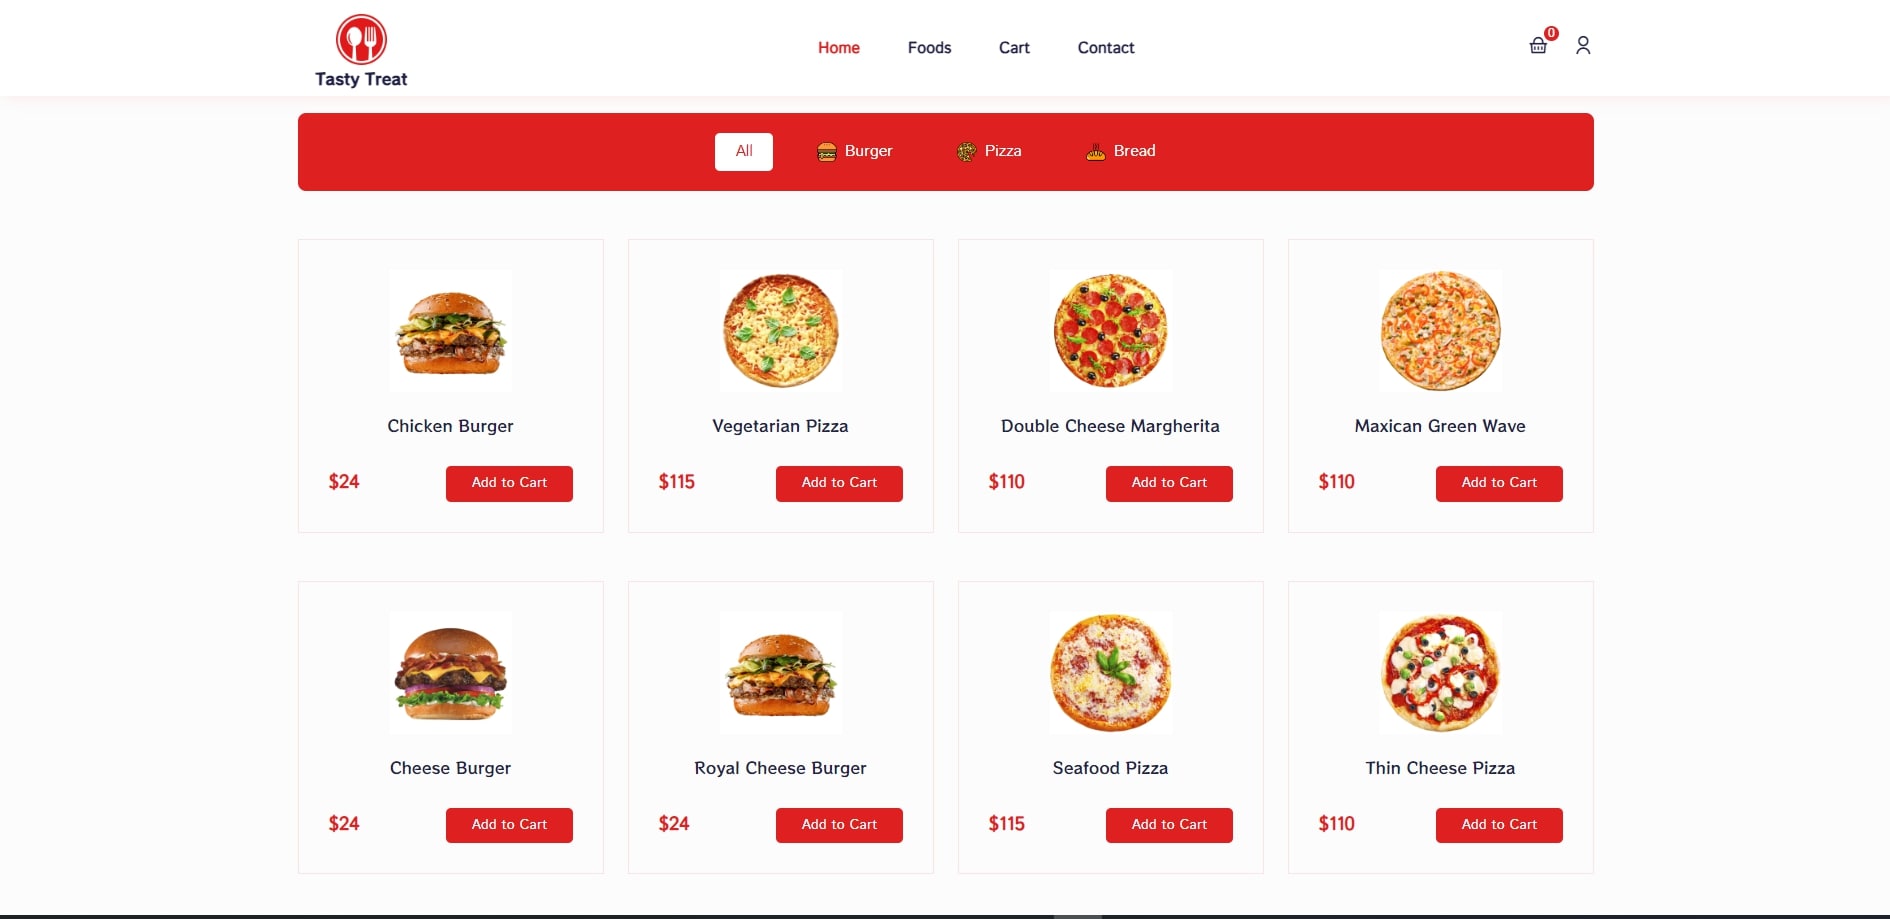 Tasty Treat
Home Foods Cart Contact
0
All Burger Pizza Bread
Chicken Burger
$24 Add to Cart
Vegetarian Pizza
$115 Add to Cart
Double Cheese Margherita
$110 Add to Cart
Maxican Green Wave
$110 Add to Cart
Cheese Burger
$24 Add to Cart
Royal Cheese Burger
$24 Add to Cart
Seafood Pizza
$115 Add to Cart
Thin Cheese Pizza
$110 Add to Cart